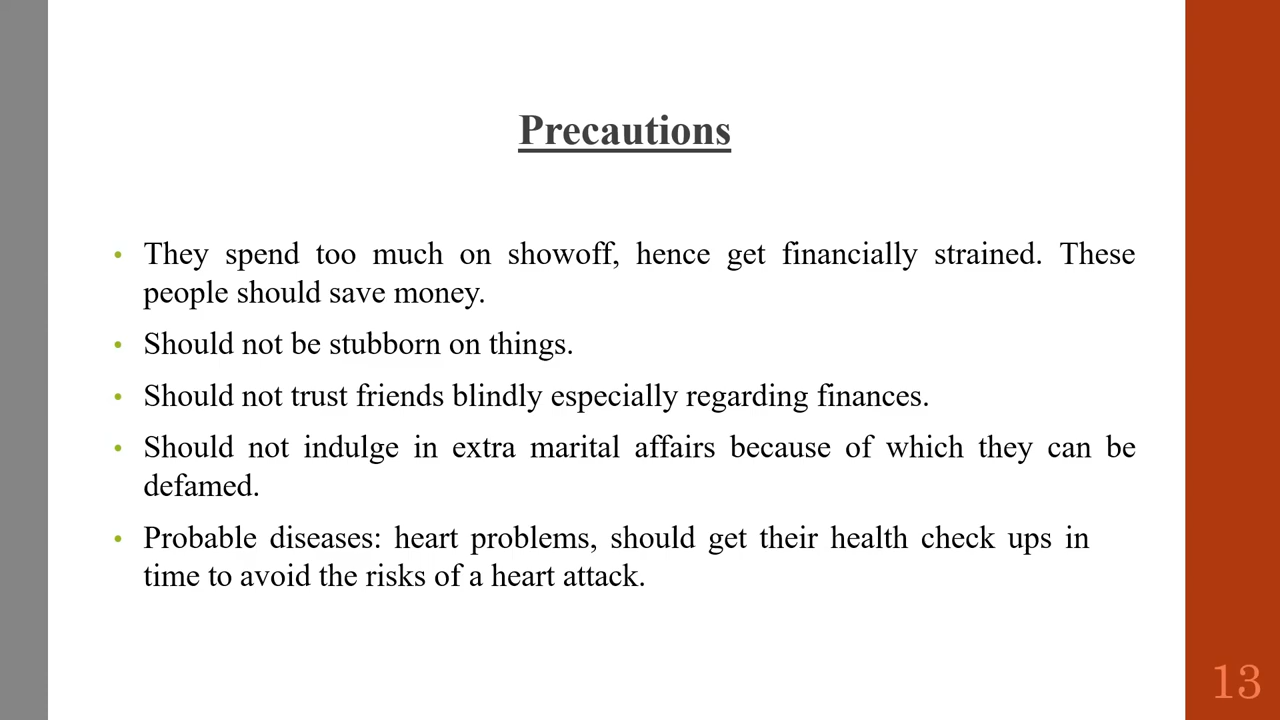 Precautions
• They spend too much on showoff, hence get financially strained. These
people should save money.
• Should not be stubborn on things.
• Should not trust friends blindly especially regarding finances.
• Should not indulge in extra marital affairs because of which they can be
defamed.
• Probable diseases: heart problems, should get their health check ups in
time to avoid the risks of a heart attack.
13